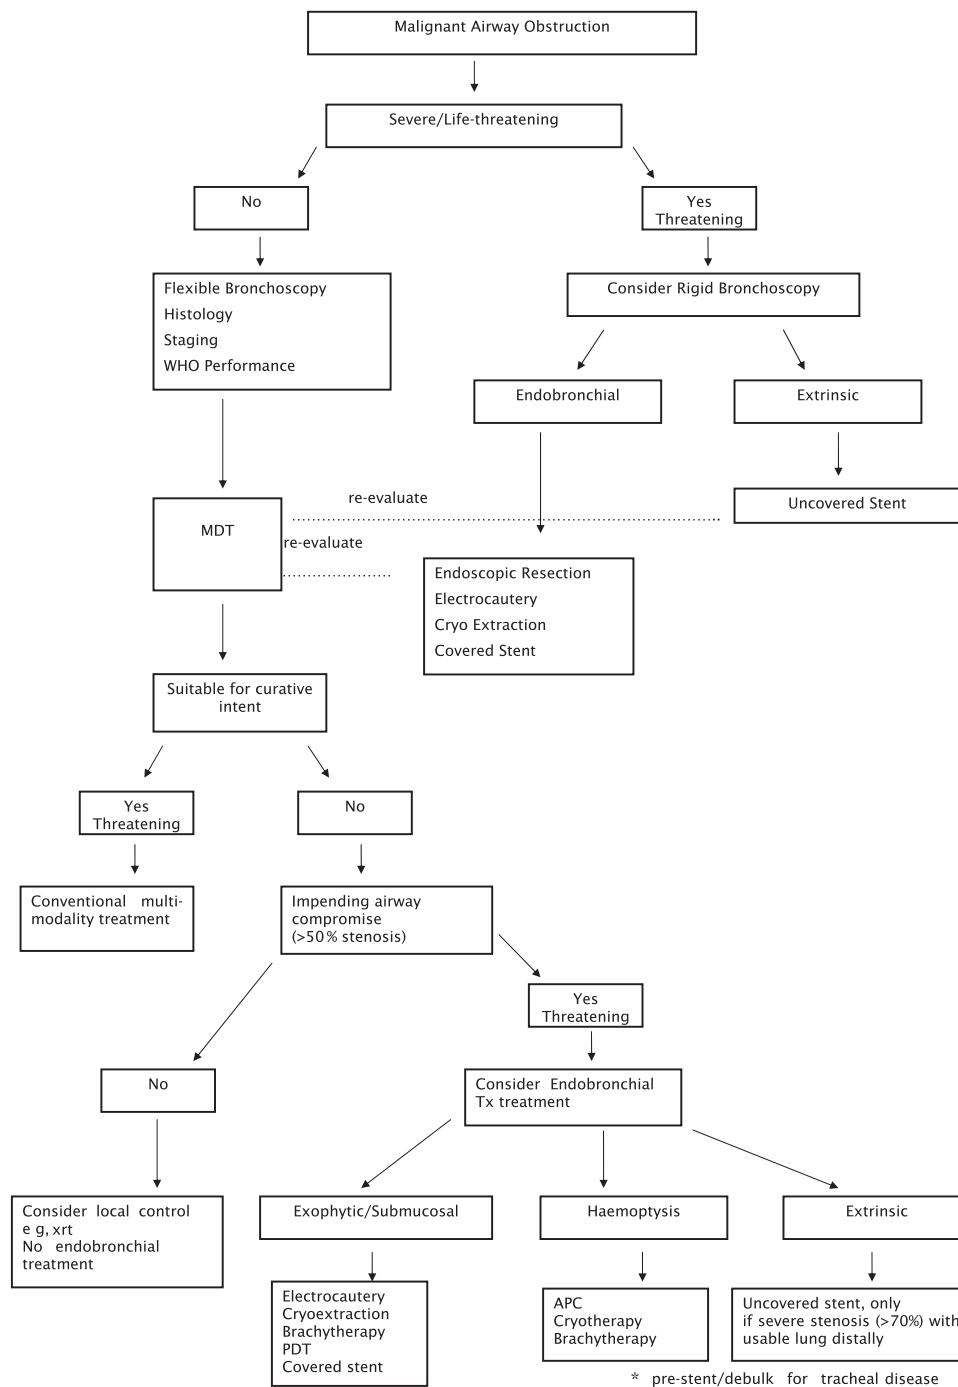 Malignant Airway Obstruction
Severe/Life-threatening
No
Yes
Threatening
Flexible Bronchoscopy
Histology
Staging
WHO Performance
Consider Rigid Bronchoscopy
Endobronchial
Extrinsic
re-evaluate
Uncovered Stent
MDT
re-evaluate
Endoscopic Resection
Electrocautery
Cryo Extraction
Covered Stent
Suitable for curative
intent
Yes
Threatening
No
Conventional multi-
modality treatment
Impending airway
compromise
(>50% stenosis)
Yes
Threatening
No
Consider Endobronchial
Tx treatment
Consider local control
e g, xrt
No endobronchial
treatment
Exophytic/Submucosal
Haemoptysis
Extrinsic
Electrocautery
Cryoextraction
Brachytherapy
PDT
Covered stent
APC
Cryotherapy
Brachytherapy
Uncovered stent, only
if severe stenosis (>70%) with
usable lung distally
* pre-stent/debulk for tracheal disease